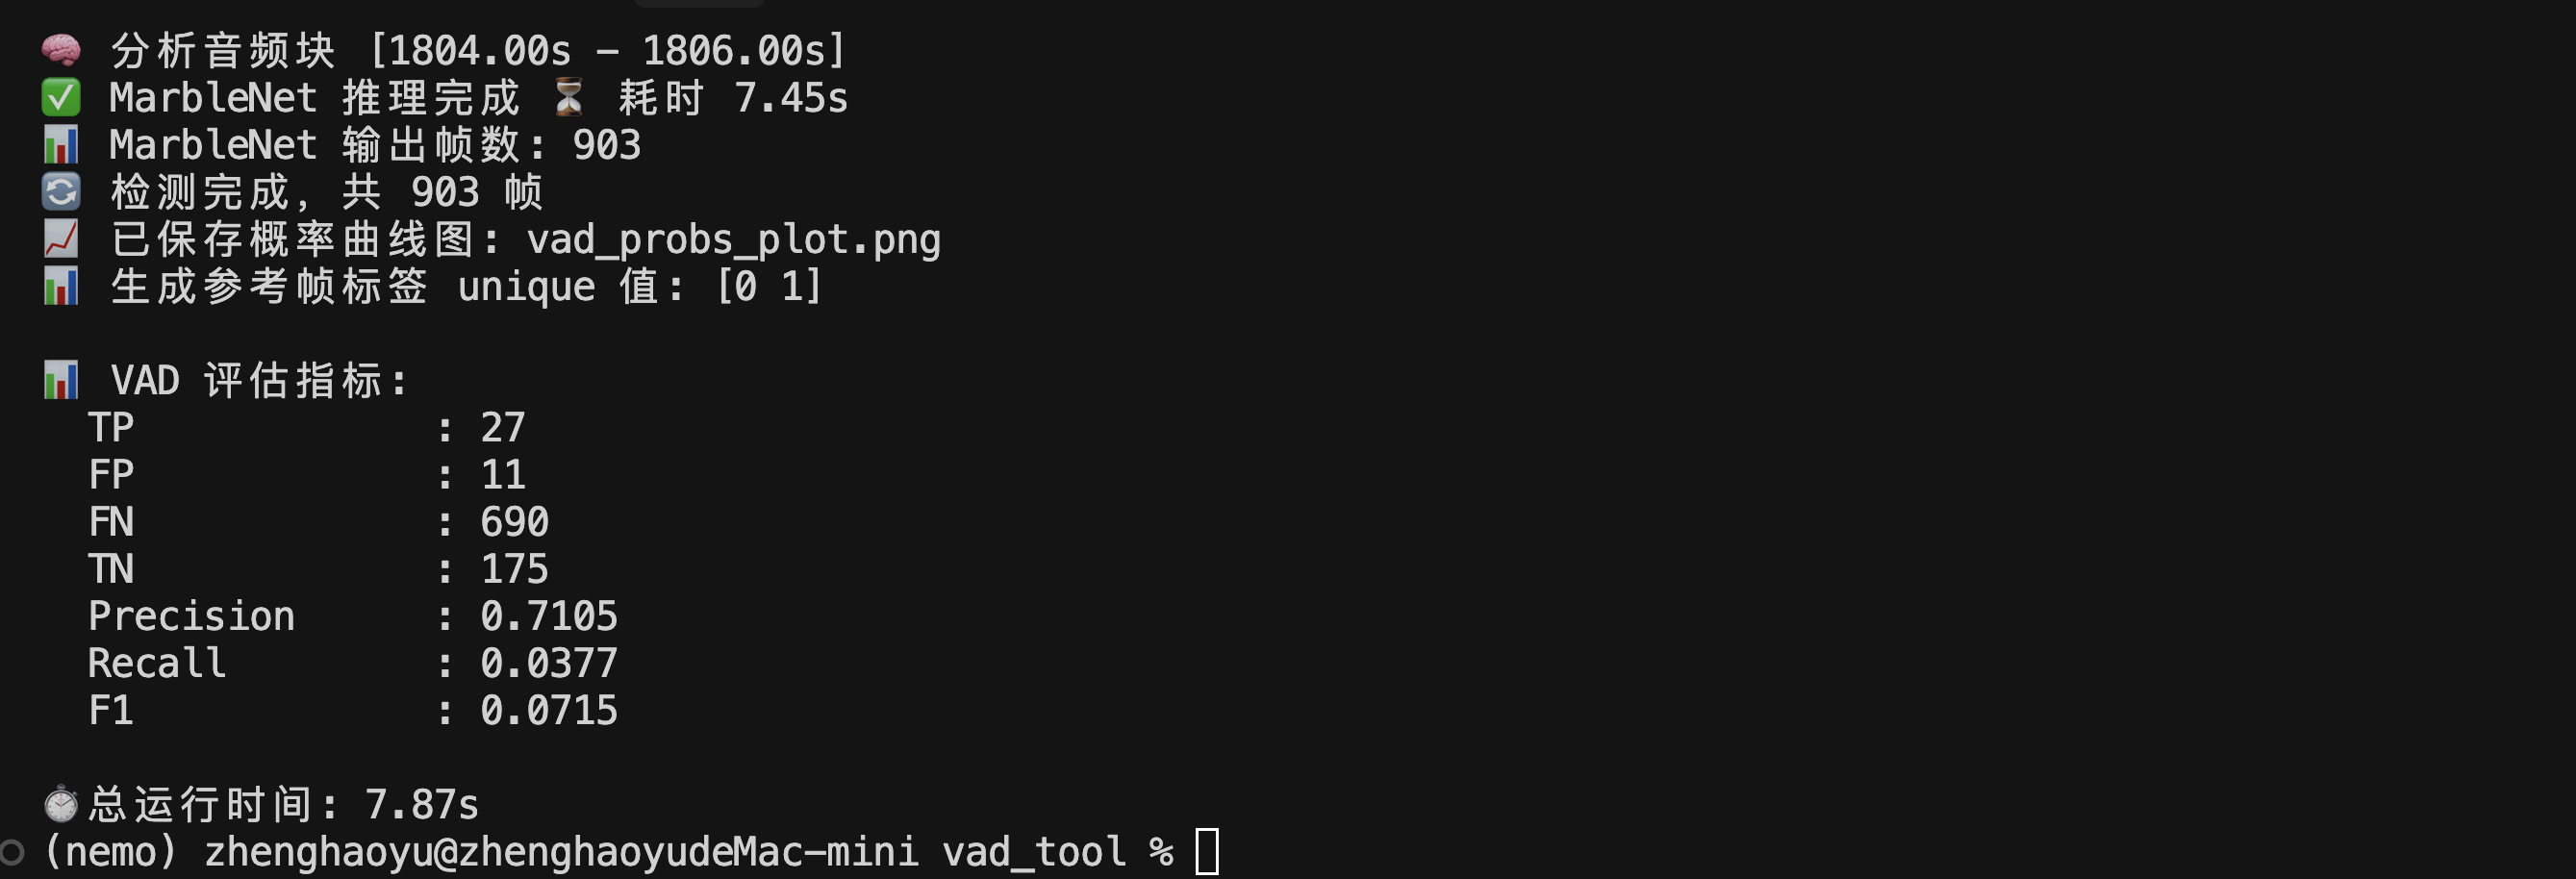 🧠 分析音频块 [1804.00s - 1806.00s]
✅ MarbleNet 推理完成 ⏳ 耗时 7.45s
📊 MarbleNet 输出帧数: 903
🔄 检测完成, 共 903 帧
📈 已保存概率曲线图: vad_probs_plot.png
📊 生成参考帧标签 unique 值: [0 1]
📊 VAD 评估指标:
TP : 27
FP : 11
FN : 690
TN : 175
Precision : 0.7105
Recall : 0.0377
F1 : 0.0715
⏱总运行时间: 7.87s
(nemo) zhenghaoyu@zhenghaoyudeMac-mini vad_tool %